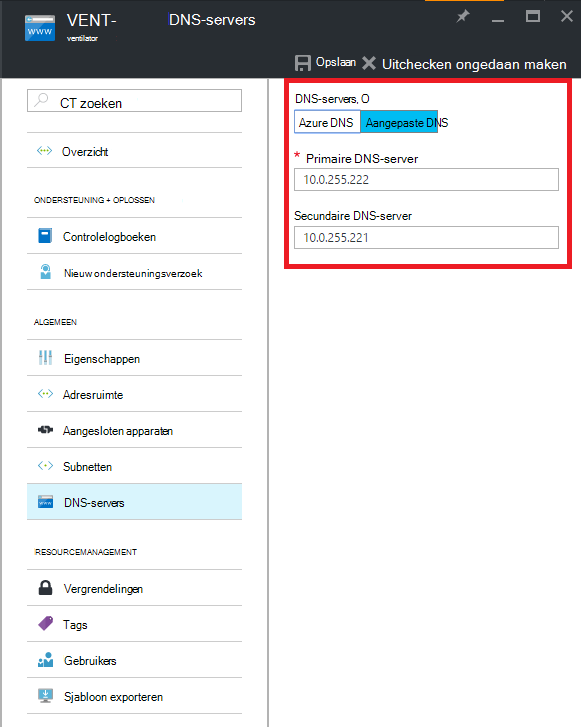 VENT- DNS-servers
ventilator
Opslaan Uitchecken ongedaan maken
CT zoeken
Overzicht
ONDERSTEUNING + OPLOSSEN
Controlelogboeken
Nieuw ondersteuningsverzoek
ALGEMEEN
Eigenschappen
Adresruimte
Aangesloten apparaten
Subnetten
DNS-servers
RESOURCEMANAGEMENT
Vergrendelingen
Tags
Gebruikers
Sjabloon exporteren
DNS-servers, O
Azure DNS Aangepaste DNS
* Primaire DNS-server
10.0.255.222
Secundaire DNS-server
10.0.255.221